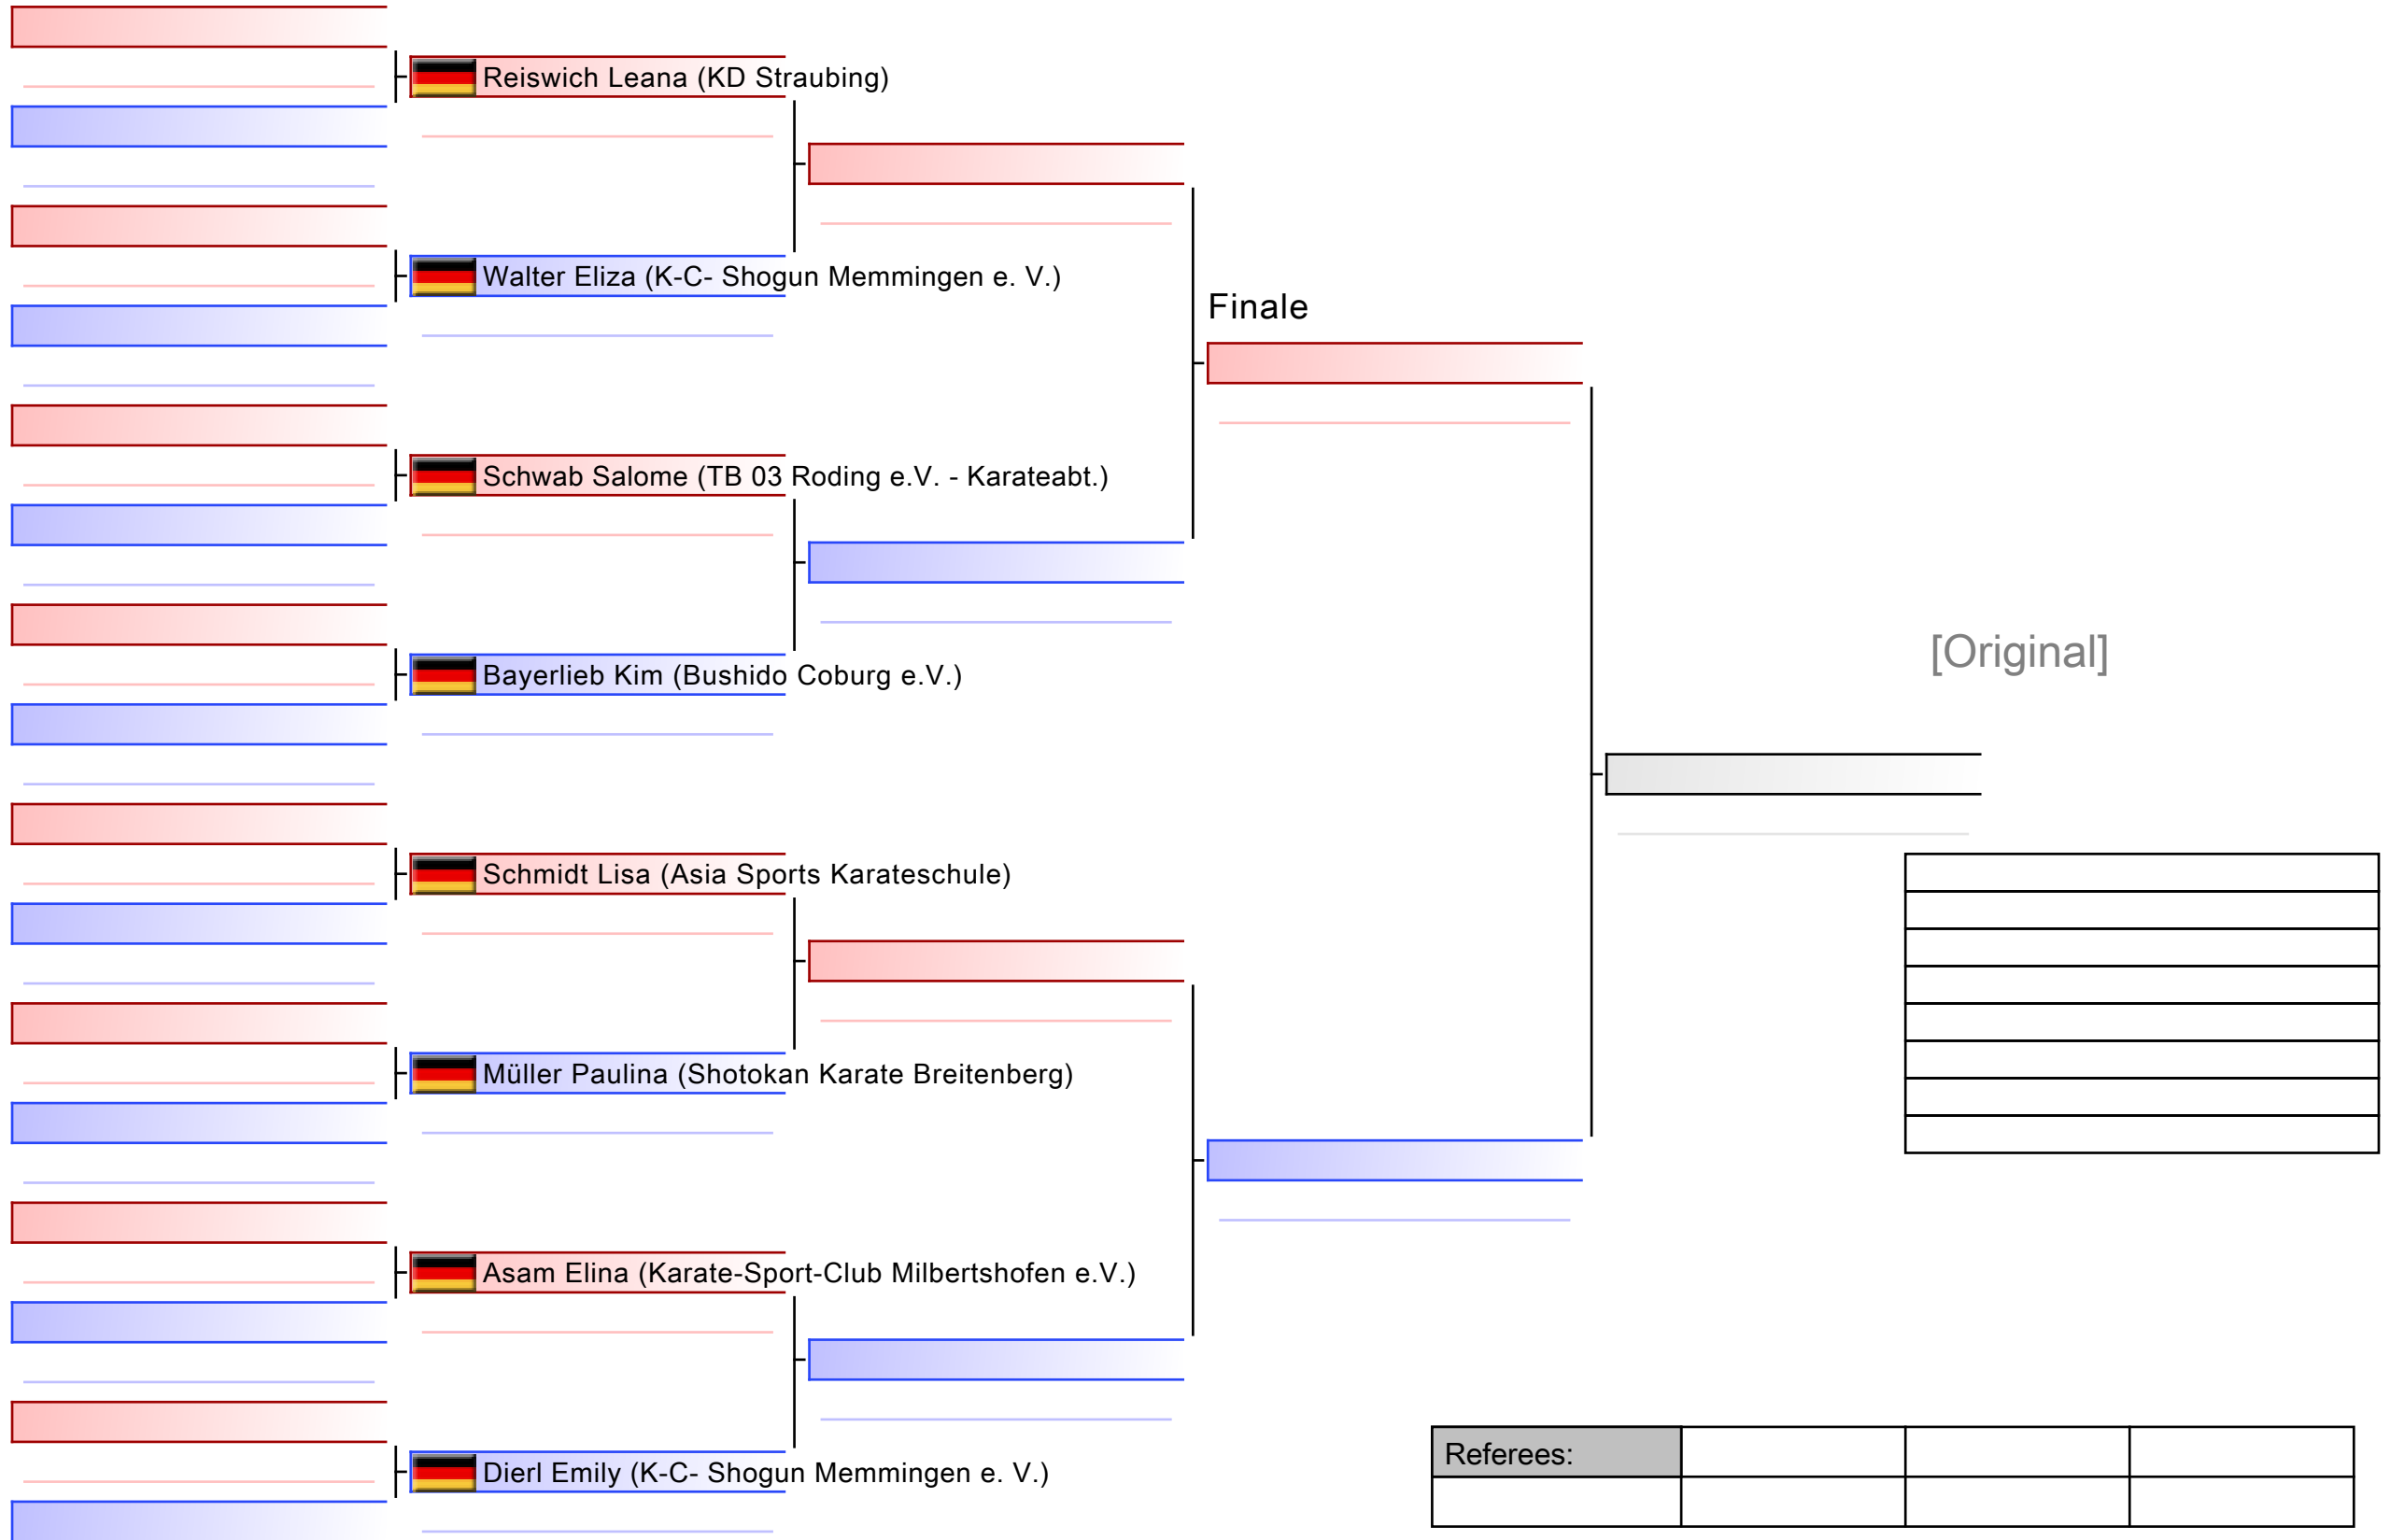 Reiswich Leana (KD Straubing)
Walter Eliza (K-C- Shogun Memmingen e. V.)
Finale
Schwab Salome (TB 03 Roding e.V. - Karateabt.)
[Original]
Bayerlieb Kim (Bushido Coburg e.V.)
Schmidt Lisa (Asia Sports Karateschule)
Müller Paulina (Shotokan Karate Breitenberg)
Asam Elina (Karate-Sport-Club Milbertshofen e.V.)
Referees:
Dierl Emily (K-C- Shogun Memmingen e. V.)